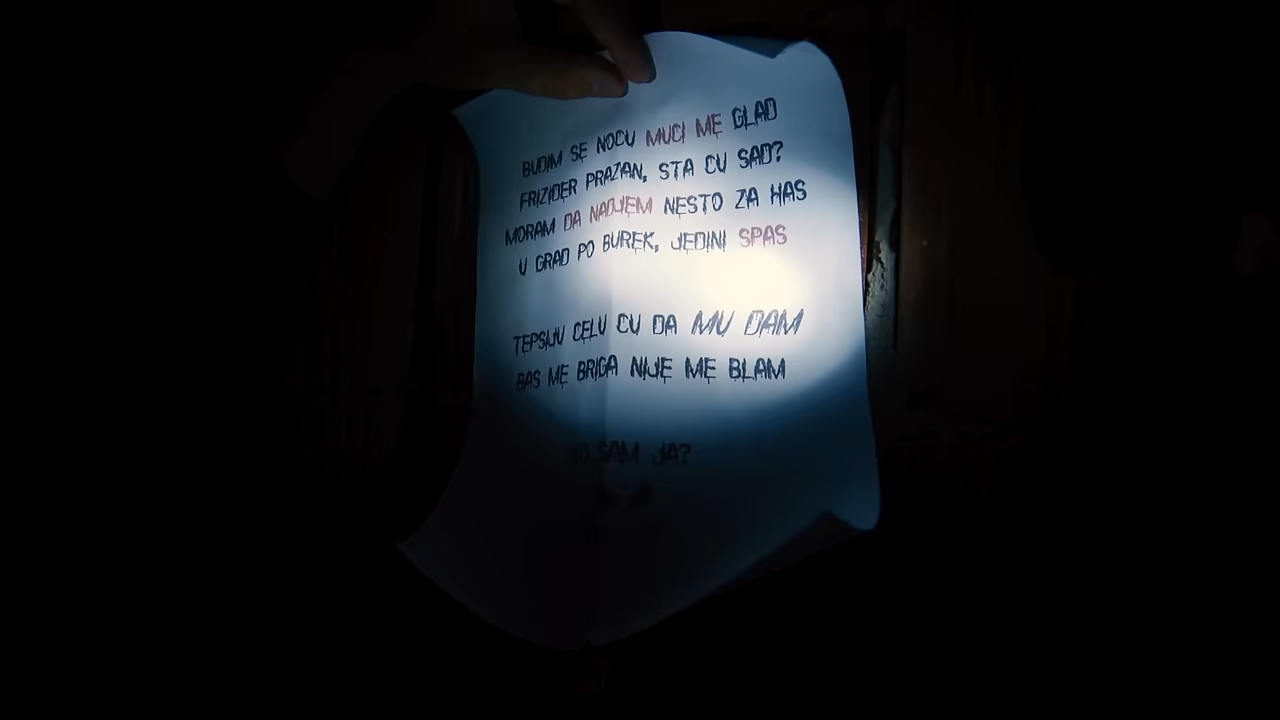 BUDIM SE NOCU MUCI ME GLAD
FRIZIDER PRAZAN, STA CU SAD?
MORAM DA NADJEM NESTO ZA HAS
U GRAD PO BUREK, JEDINI SPAS
TEPSIJU CELU CU DA MU DAM
BAS ME BRIGA NIJE ME BLAM
SAM JA?